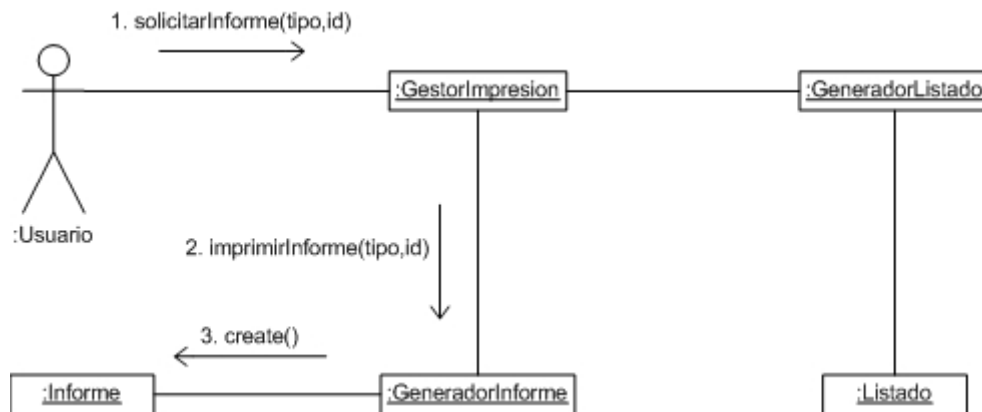 1. solicitarInforme(tipo,id)
:GestorImpresion
:GeneradorListado
:Usuario
2. imprimirInforme(tipo,id)
3. create()
:Informe
:GeneradorInforme
:Listado